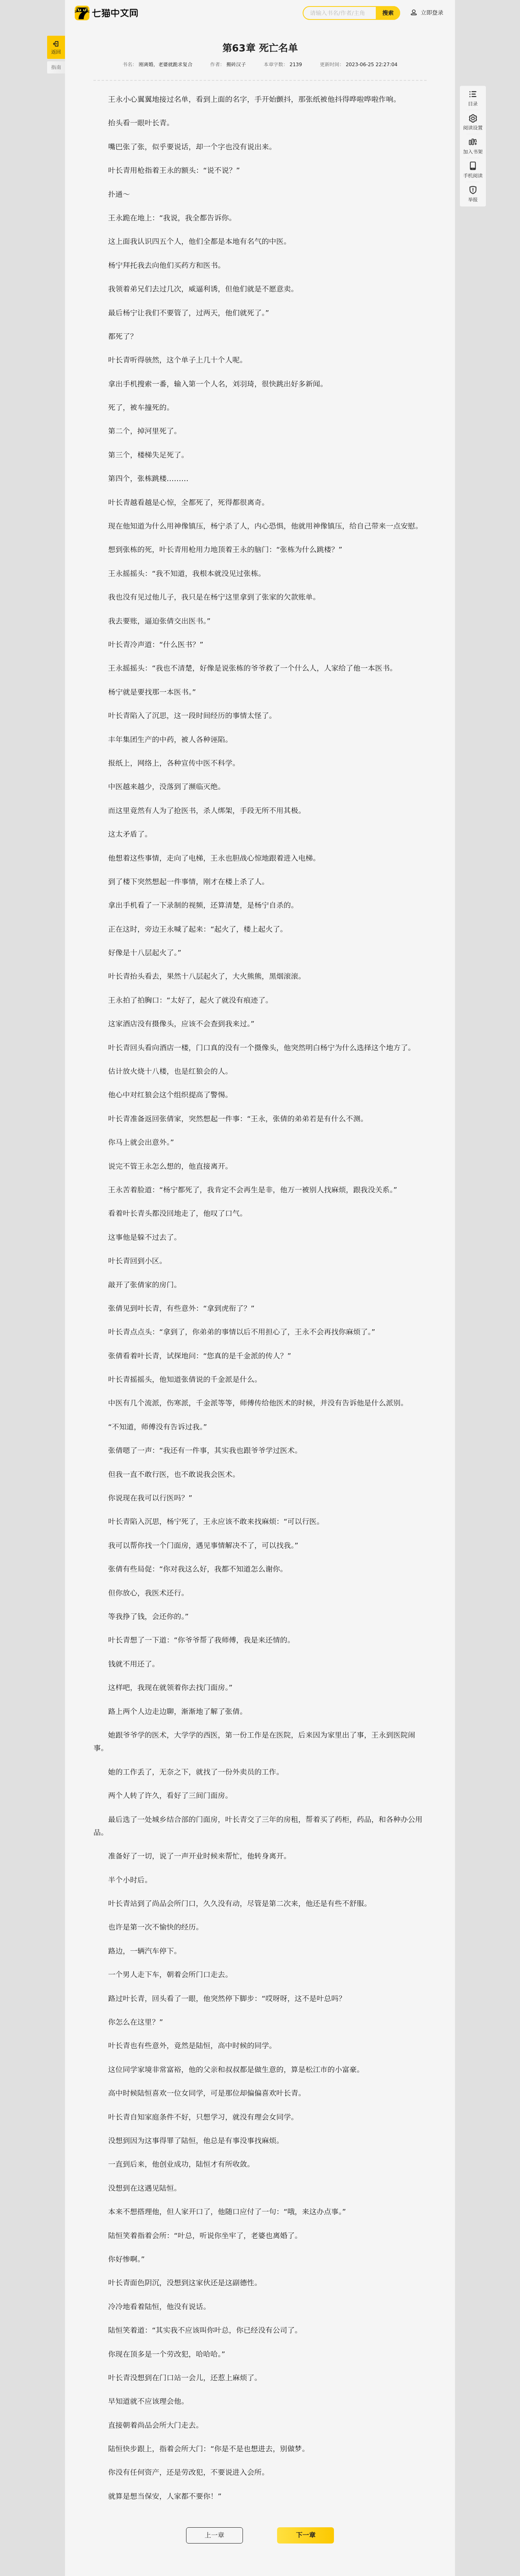 七猫中文网
请输入书名/作者/主角
搜索
立即登录
返回
指南
第63章 死亡名单
书名： 刚离婚，老婆就跪求复合 作者： 搬砖汉子 本章字数： 2139 更新时间： 2023-06-25 22:27:04
目录
阅读设置
加入书架
手机阅读
举报
王永小心翼翼地接过名单，看到上面的名字，手开始颤抖，那张纸被他抖得哗啦哗啦作响。
抬头看一眼叶长青。
嘴巴张了张，似乎要说话，却一个字也没有说出来。
叶长青用枪指着王永的额头：“说不说？”
扑通～
王永跪在地上：“我说，我全都告诉你。
这上面我认识四五个人，他们全都是本地有名气的中医。
杨宁拜托我去向他们买药方和医书。
我领着弟兄们去过几次，威逼利诱，但他们就是不愿意卖。
最后杨宁让我们不要管了，过两天，他们就死了。”
都死了？
叶长青听得骇然，这个单子上几十个人呢。
拿出手机搜索一番，输入第一个人名，刘羽琦，很快跳出好多新闻。
死了，被车撞死的。
第二个，掉河里死了。
第三个，楼梯失足死了。
第四个，张栋跳楼………
叶长青越看越是心惊，全都死了，死得都很离奇。
现在他知道为什么用神像镇压，杨宁杀了人，内心恐惧，他就用神像镇压，给自己带来一点安慰。
想到张栋的死，叶长青用枪用力地顶着王永的脑门：“张栋为什么跳楼？”
王永摇摇头：“我不知道，我根本就没见过张栋。
我也没有见过他儿子，我只是在杨宁这里拿到了张家的欠款账单。
我去要账，逼迫张倩交出医书。”
叶长青冷声道：“什么医书？”
王永摇摇头：“我也不清楚，好像是说张栋的爷爷救了一个什么人，人家给了他一本医书。
杨宁就是要找那一本医书。”
叶长青陷入了沉思，这一段时间经历的事情太怪了。
丰年集团生产的中药，被人各种诬陷。
报纸上，网络上，各种宣传中医不科学。
中医越来越少，没落到了濒临灭绝。
而这里竟然有人为了抢医书，杀人绑架，手段无所不用其极。
这太矛盾了。
他想着这些事情，走向了电梯，王永也胆战心惊地跟着进入电梯。
到了楼下突然想起一件事情，刚才在楼上杀了人。
拿出手机看了一下录制的视频，还算清楚，是杨宁自杀的。
正在这时，旁边王永喊了起来：“起火了，楼上起火了。
好像是十八层起火了。”
叶长青抬头看去，果然十八层起火了，大火熊熊，黑烟滚滚。
王永拍了拍胸口：“太好了，起火了就没有痕迹了。
这家酒店没有摄像头，应该不会查到我来过。”
叶长青回头看向酒店一楼，门口真的没有一个摄像头，他突然明白杨宁为什么选择这个地方了。
估计放火烧十八楼，也是红狼会的人。
他心中对红狼会这个组织提高了警惕。
叶长青准备返回张倩家，突然想起一件事：“王永，张倩的弟弟若是有什么不测。
你马上就会出意外。”
说完不管王永怎么想的，他直接离开。
王永苦着脸道：“杨宁都死了，我肯定不会再生是非，他万一被别人找麻烦，跟我没关系。”
看着叶长青头都没回地走了，他叹了口气。
这事他是躲不过去了。
叶长青回到小区。
敲开了张倩家的房门。
张倩见到叶长青，有些意外：“拿到虎衔了？”
叶长青点点头：“拿到了，你弟弟的事情以后不用担心了，王永不会再找你麻烦了。”
张倩看着叶长青，试探地问：“您真的是千金派的传人？”
叶长青摇摇头，他知道张倩说的千金派是什么。
中医有几个流派，伤寒派，千金派等等，师傅传给他医术的时候，并没有告诉他是什么派别。
“不知道，师傅没有告诉过我。”
张倩嗯了一声：“我还有一件事，其实我也跟爷爷学过医术。
但我一直不敢行医，也不敢说我会医术。
你说现在我可以行医吗？”
叶长青陷入沉思，杨宁死了，王永应该不敢来找麻烦：“可以行医。
我可以帮你找一个门面房，遇见事情解决不了，可以找我。”
张倩有些局促：“你对我这么好，我都不知道怎么谢你。
但你放心，我医术还行。
等我挣了钱，会还你的。”
叶长青想了一下道：“你爷爷帮了我师傅，我是来还情的。
钱就不用还了。
这样吧，我现在就领着你去找门面房。”
路上两个人边走边聊，渐渐地了解了张倩。
她跟爷爷学的医术，大学学的西医，第一份工作是在医院，后来因为家里出了事，王永到医院闹
事。
她的工作丢了，无奈之下，就找了一份外卖员的工作。
两个人转了许久，看好了三间门面房。
最后选了一处城乡结合部的门面房，叶长青交了三年的房租，帮着买了药柜，药品，和各种办公用
品。
准备好了一切，说了一声开业时候来帮忙，他转身离开。
半个小时后。
叶长青站到了尚品会所门口，久久没有动，尽管是第二次来，他还是有些不舒服。
也许是第一次不愉快的经历。
路边，一辆汽车停下。
一个男人走下车，朝着会所门口走去。
路过叶长青，回头看了一眼，他突然停下脚步：“哎呀呀，这不是叶总吗？
你怎么在这里？”
叶长青也有些意外，竟然是陆恒，高中时候的同学。
这位同学家境非常富裕，他的父亲和叔叔都是做生意的，算是松江市的小富豪。
高中时候陆恒喜欢一位女同学，可是那位却偏偏喜欢叶长青。
叶长青自知家庭条件不好，只想学习，就没有理会女同学。
没想到因为这事得罪了陆恒，他总是有事没事找麻烦。
一直到后来，他创业成功，陆恒才有所收敛。
没想到在这遇见陆恒。
本来不想搭理他，但人家开口了，他随口应付了一句：“哦，来这办点事。”
陆恒笑着指着会所：“叶总，听说你坐牢了，老婆也离婚了。
你好惨啊。”
叶长青面色阴沉，没想到这家伙还是这副德性。
冷冷地看着陆恒，他没有说话。
陆恒笑着道：“其实我不应该叫你叶总，你已经没有公司了。
你现在顶多是一个劳改犯，哈哈哈。”
叶长青没想到在门口站一会儿，还惹上麻烦了。
早知道就不应该理会他。
直接朝着尚品会所大门走去。
陆恒快步跟上，指着会所大门：“你是不是也想进去，别做梦。
你没有任何资产，还是劳改犯，不要说进入会所。
就算是想当保安，人家都不要你！”
上一章
下一章